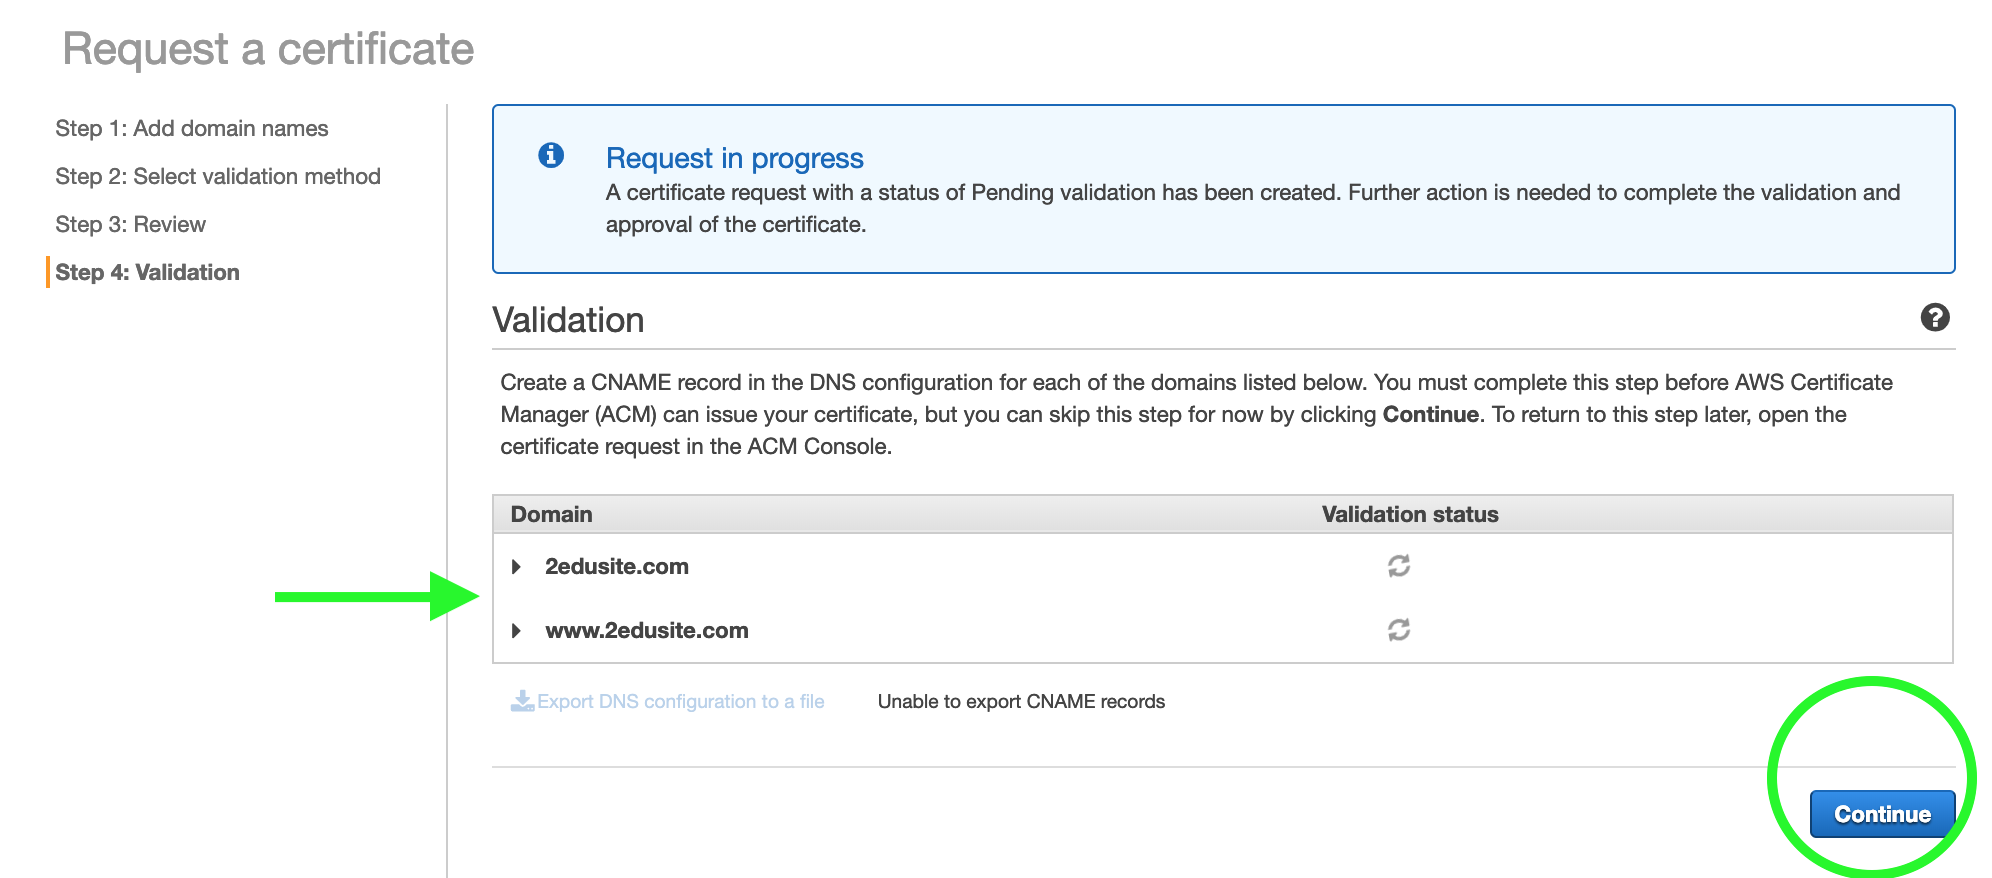 Request a certificate
Step 1: Add domain names
Step 2: Select validation method
Step 3: Review
Step 4: Validation
Request in progress
A certificate request with a status of Pending validation has been created. Further action is needed to complete the validation and
approval of the certificate.
Validation
Create a CNAME record in the DNS configuration for each of the domains listed below. You must complete this step before AWS Certificate
Manager (ACM) can issue your certificate, but you can skip this step for now by clicking Continue. To return to this step later, open the
certificate request in the ACM Console.
Domain Validation status
2edusite.com
www.2edusite.com
Export DNS configuration to a file Unable to export CNAME records
Continue